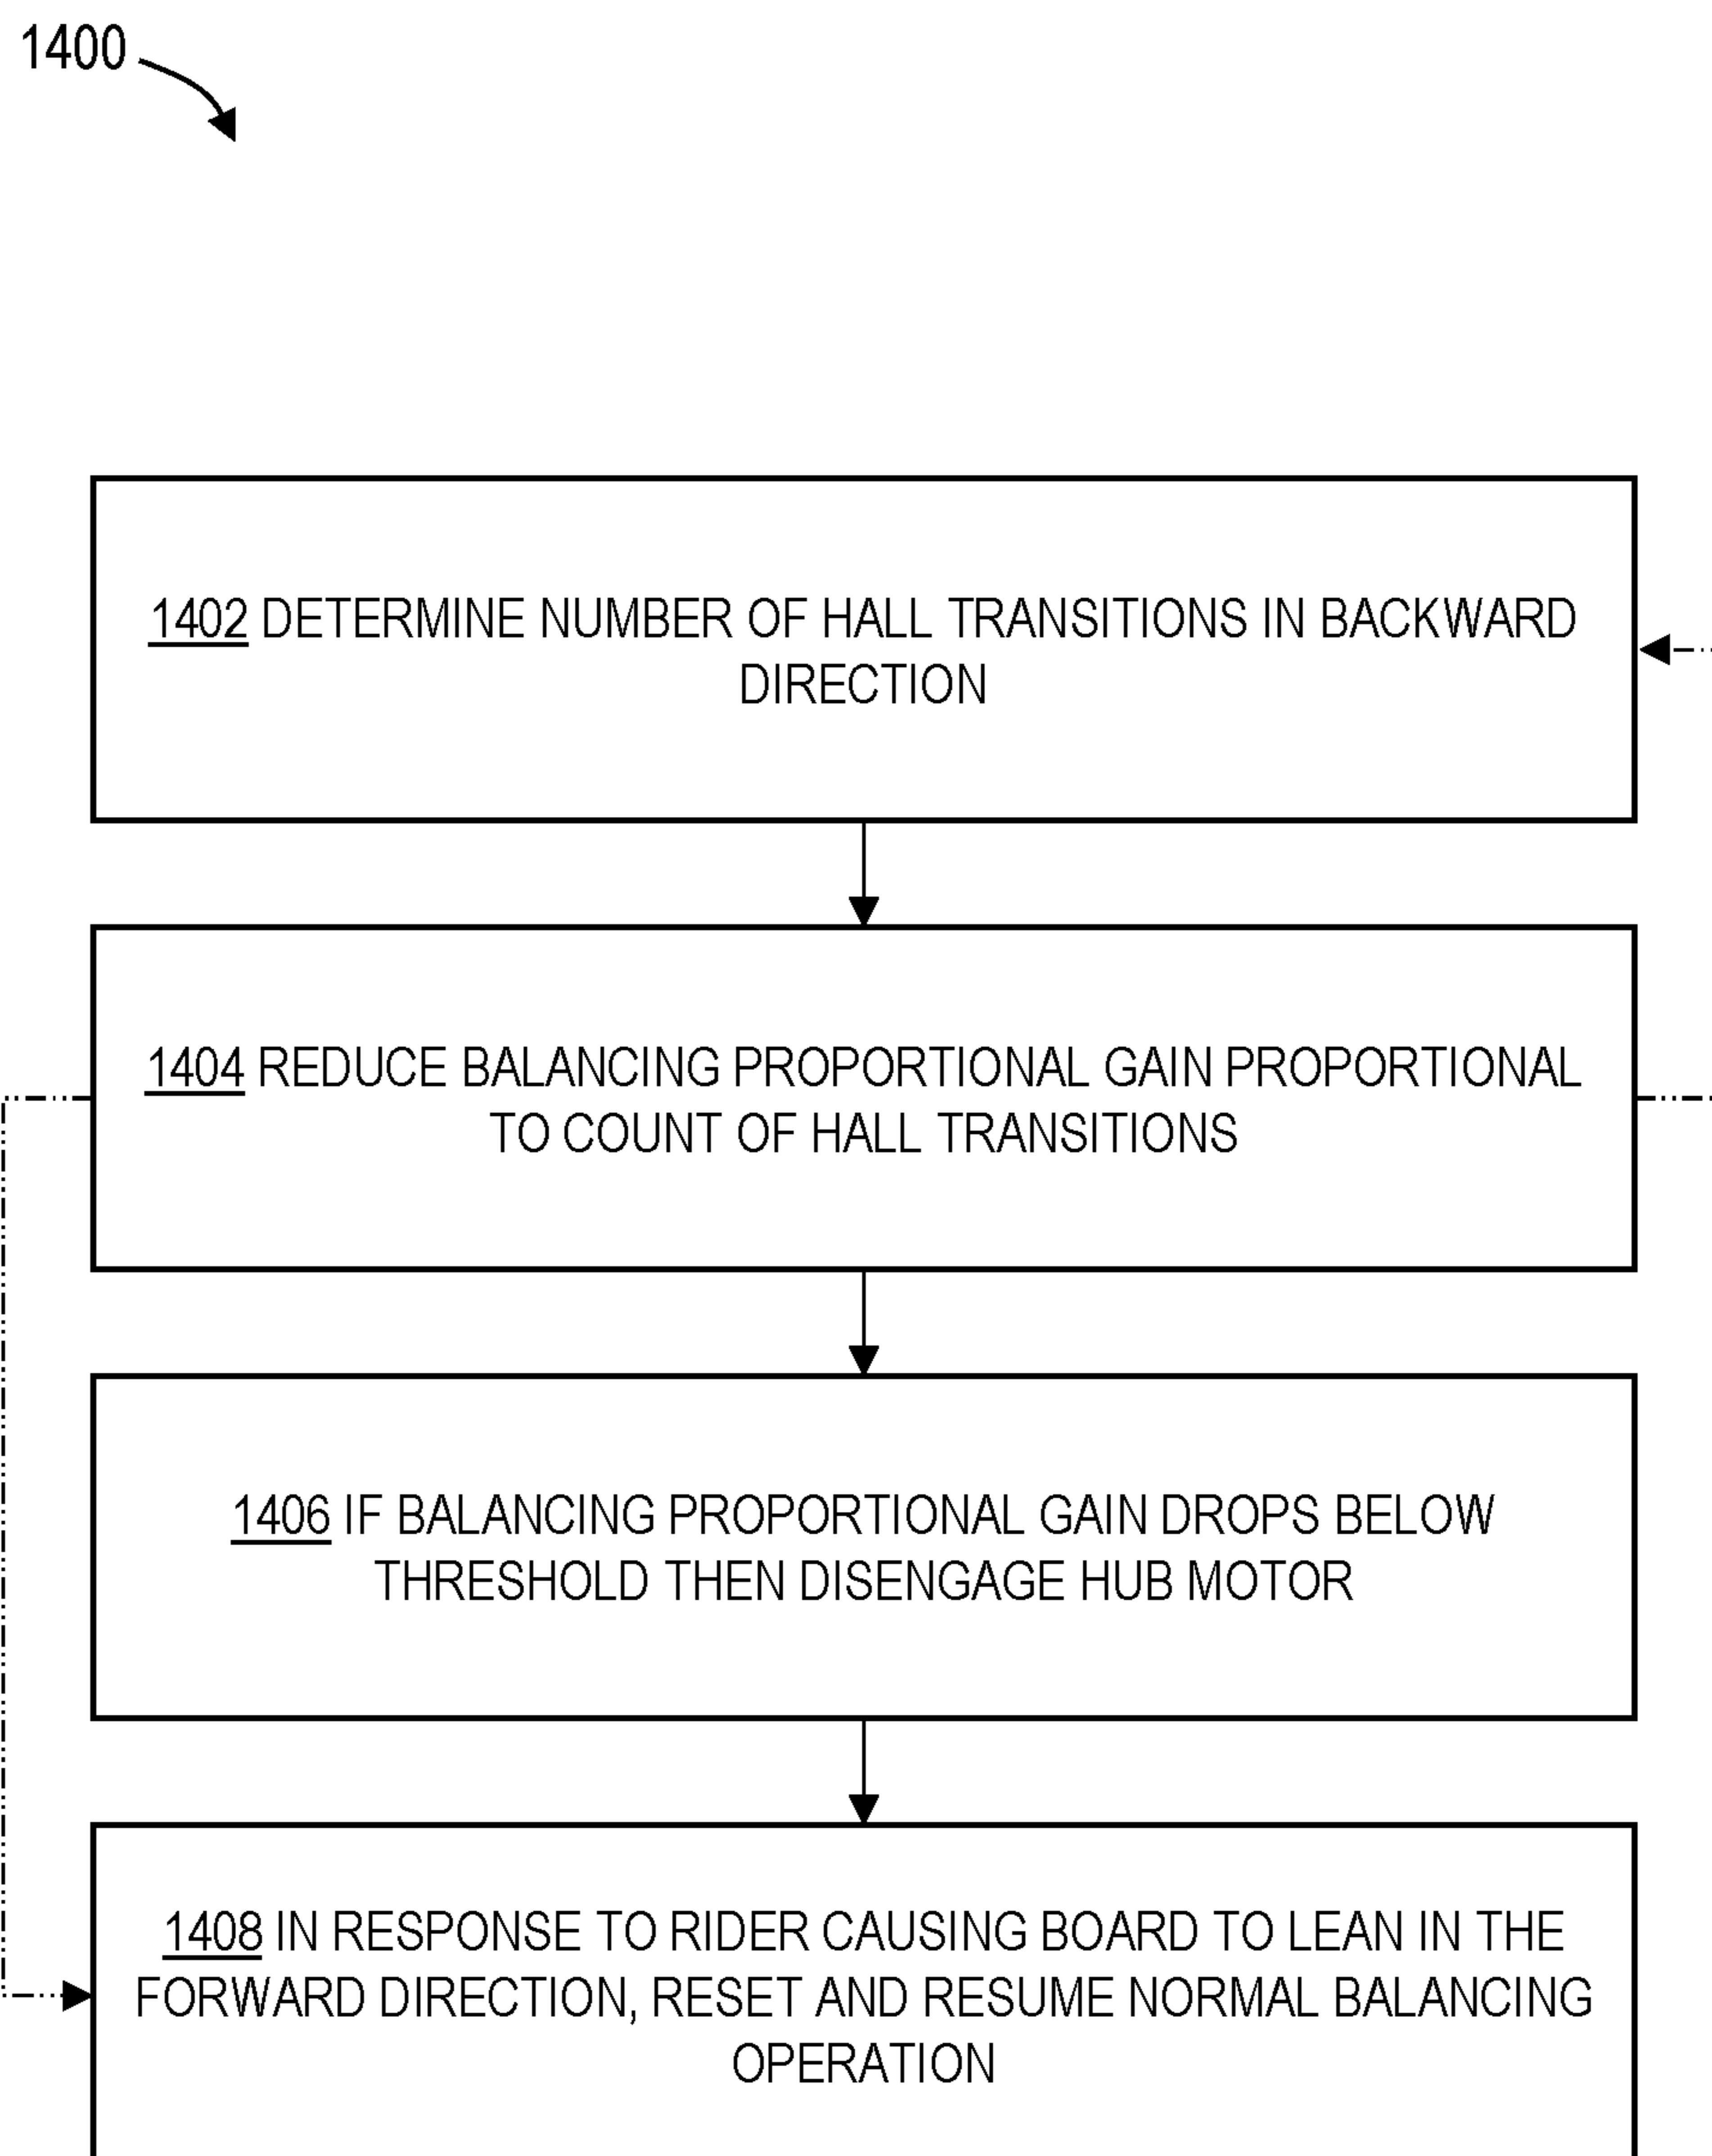 1400
1402 DETERMINE NUMBER OF HALL TRANSITIONS IN BACKWARD
DIRECTION
1404 REDUCE BALANCING PROPORTIONAL GAIN PROPORTIONAL
TO COUNT OF HALL TRANSITIONS
1406 IF BALANCING PROPORTIONAL GAIN DROPS BELOW
THRESHOLD THEN DISENGAGE HUB MOTOR
1408 IN RESPONSE TO RIDER CAUSING BOARD TO LEAN IN THE
FORWARD DIRECTION, RESET AND RESUME NORMAL BALANCING
OPERATION